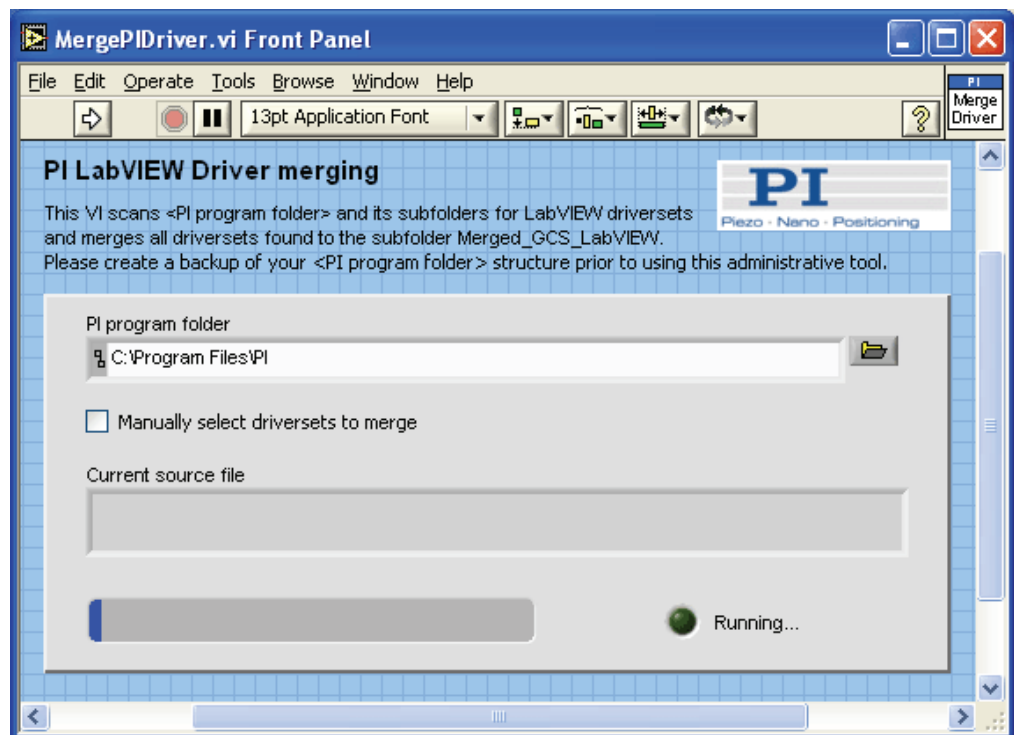 MergePIDriver.vi Front Panel
File Edit Operate Tools Browse Window Help
PI
Merge
Driver
13pt Application Font
?
PI LabVIEW Driver merging
This VI scans <PI program folder> and its subfolders for LabVIEW driversets
and merges all driversets found to the subfolder Merged_GCS_LabVIEW.
Please create a backup of your <PI program folder> structure prior to using this administrative tool.
PI
Piezo · Nano · Positioning
PI program folder
C:\Program Files\PI
Manually select driversets to merge
Current source file
Running...